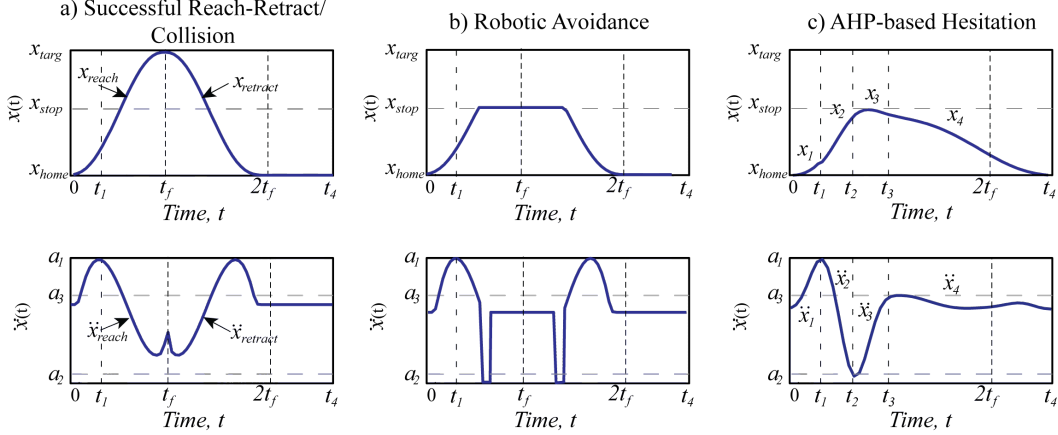 a) Successful Reach-Retract/
Collision
x_targ
x_reach
x_retract
x_stop
x(t)
x_home
0 t_1 t_f 2t_f t_4
Time, t
b) Robotic Avoidance
x_targ
x_stop
x(t)
x_home
0 t_1 t_f 2t_f t_4
Time, t
c) AHP-based Hesitation
x_targ
x_stop
x(t)
x_1 x_2 x_3 x_4
x_home
0 t_1 t_2 t_3 2t_f t_4
Time, t
a_1
a_3
ẍ(t)
ẍ_reach
ẍ_retract
a_2
0 t_1 t_f 2t_f t_4
Time, t
a_1
a_3
ẍ(t)
a_2
0 t_1 t_f 2t_f t_4
Time, t
a_1
a_3
ẍ(t)
ẍ_1 ẍ_2 ẍ_3 ẍ_4
a_2
0 t_1 t_2 t_3 2t_f t_4
Time, t